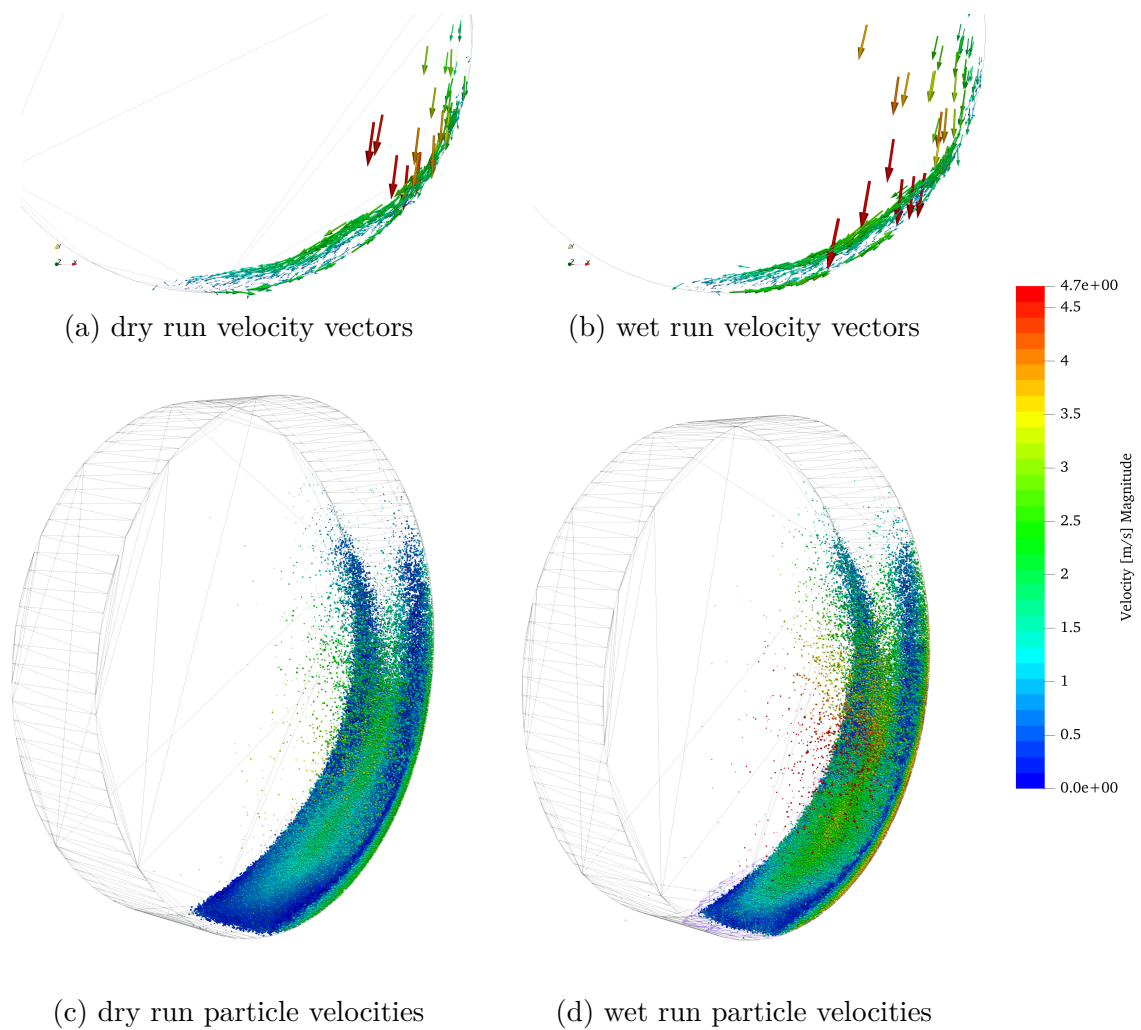 Y
Z X
Y
Z X
(a) dry run velocity vectors
(b) wet run velocity vectors
4.7e+00
4.5
4
3.5
3
2.5
2
1.5
1
0.5
0.0e+00
Velocity [m/s] Magnitude
(c) dry run particle velocities
(d) wet run particle velocities